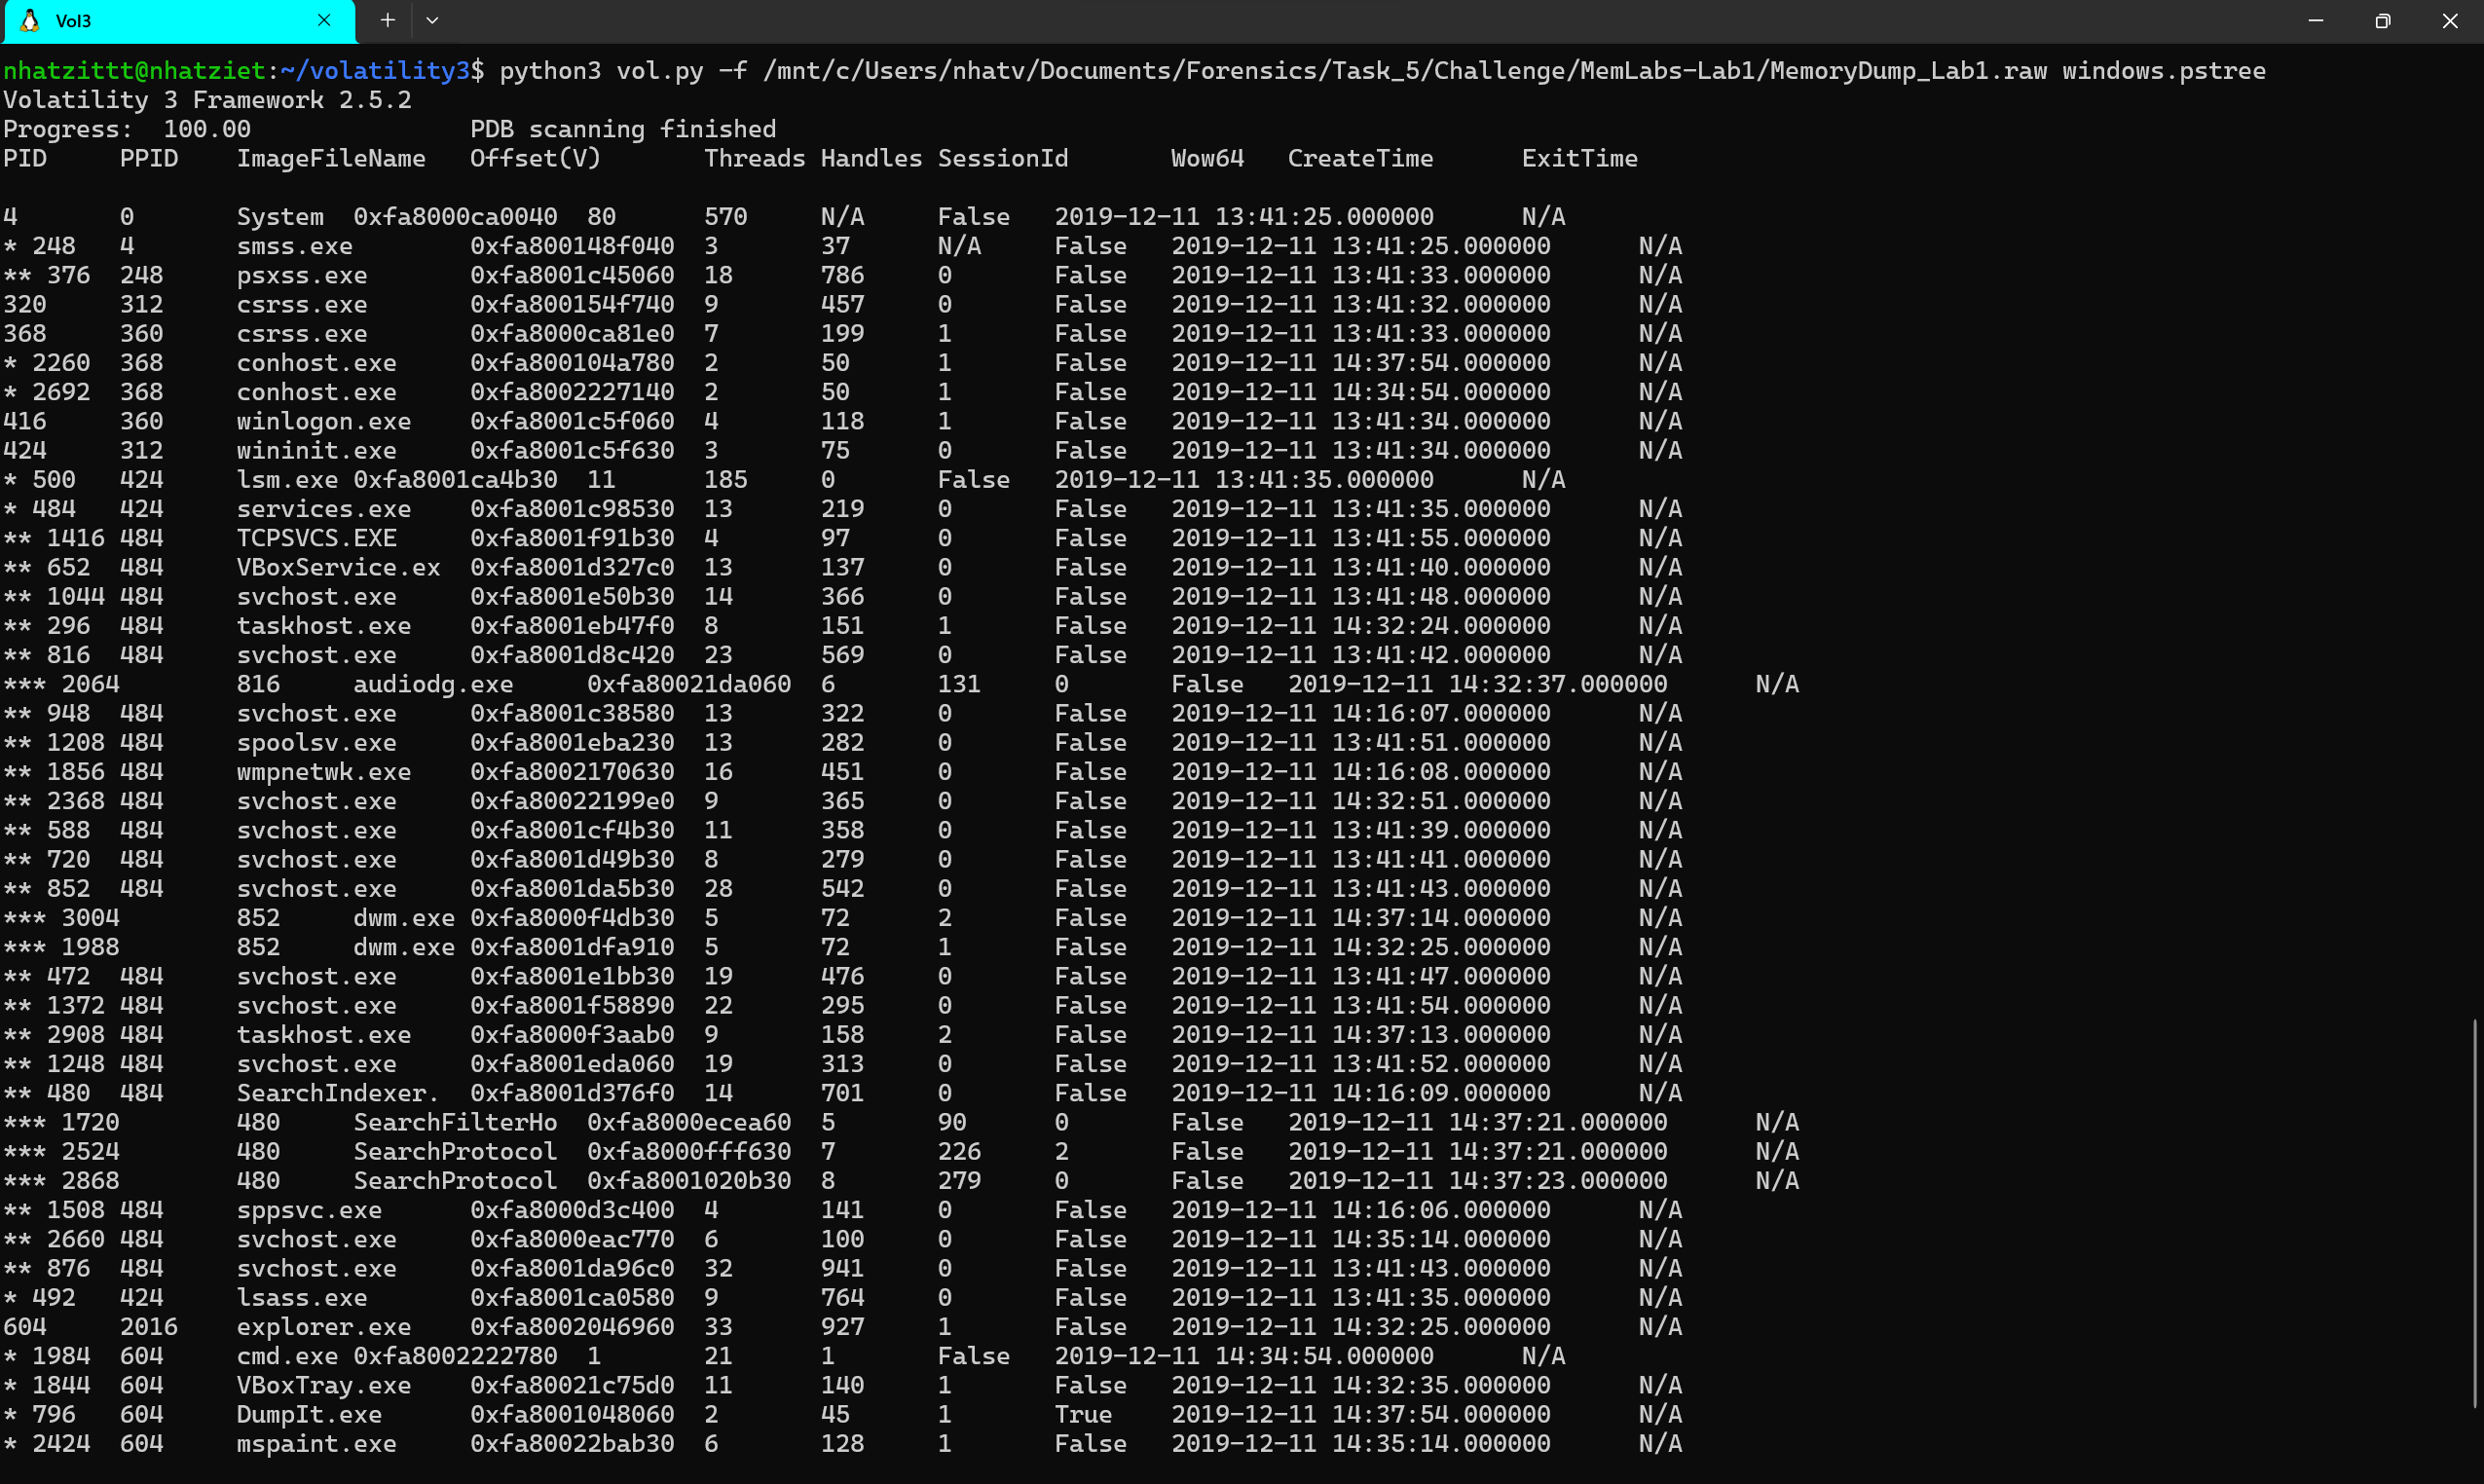 Vol3
nhatzittt@nhatziet:~/volatility3$ python3 vol.py -f /mnt/c/Users/nhatv/Documents/Forensics/Task_5/Challenge/MemLabs-Lab1/MemoryDump_Lab1.raw windows.pstree
Volatility 3 Framework 2.5.2
Progress:  100.00               PDB scanning finished
PID     PPID    ImageFileName   Offset(V)       Threads Handles SessionId       Wow64   CreateTime      ExitTime
4       0       System  0xfa8000ca0040  80      570     N/A     False   2019-12-11 13:41:25.000000      N/A
* 248   4       smss.exe        0xfa800148f040  3       37      N/A     False   2019-12-11 13:41:25.000000      N/A
** 376  248     psxss.exe       0xfa8001c45060  18      786     0       False   2019-12-11 13:41:33.000000      N/A
320     312     csrss.exe       0xfa800154f740  9       457     0       False   2019-12-11 13:41:32.000000      N/A
368     360     csrss.exe       0xfa8000ca81e0  7       199     1       False   2019-12-11 13:41:33.000000      N/A
* 2260  368     conhost.exe     0xfa800104a780  2       50      1       False   2019-12-11 14:37:54.000000      N/A
* 2692  368     conhost.exe     0xfa8002227140  2       50      1       False   2019-12-11 14:34:54.000000      N/A
416     360     winlogon.exe    0xfa8001c5f060  4       118     1       False   2019-12-11 13:41:34.000000      N/A
424     312     wininit.exe     0xfa8001c5f630  3       75      0       False   2019-12-11 13:41:34.000000      N/A
* 500   424     lsm.exe 0xfa8001ca4b30  11      185     0       False   2019-12-11 13:41:35.000000      N/A
* 484   424     services.exe    0xfa8001c98530  13      219     0       False   2019-12-11 13:41:35.000000      N/A
** 1416 484     TCPSVCS.EXE     0xfa8001f91b30  4       97      0       False   2019-12-11 13:41:55.000000      N/A
** 652  484     VBoxService.ex  0xfa8001d327c0  13      137     0       False   2019-12-11 13:41:40.000000      N/A
** 1044 484     svchost.exe     0xfa8001e50b30  14      366     0       False   2019-12-11 13:41:48.000000      N/A
** 296  484     taskhost.exe    0xfa8001eb47f0  8       151     1       False   2019-12-11 14:32:24.000000      N/A
** 816  484     svchost.exe     0xfa8001d8c420  23      569     0       False   2019-12-11 13:41:42.000000      N/A
*** 2064        816     audiodg.exe     0xfa80021da060  6       131     0       False   2019-12-11 14:32:37.000000      N/A
** 948  484     svchost.exe     0xfa8001c38580  13      322     0       False   2019-12-11 14:16:07.000000      N/A
** 1208 484     spoolsv.exe     0xfa8001eba230  13      282     0       False   2019-12-11 13:41:51.000000      N/A
** 1856 484     wmpnetwk.exe    0xfa8002170630  16      451     0       False   2019-12-11 14:16:08.000000      N/A
** 2368 484     svchost.exe     0xfa80022199e0  9       365     0       False   2019-12-11 14:32:51.000000      N/A
** 588  484     svchost.exe     0xfa8001cf4b30  11      358     0       False   2019-12-11 13:41:39.000000      N/A
** 720  484     svchost.exe     0xfa8001d49b30  8       279     0       False   2019-12-11 13:41:41.000000      N/A
** 852  484     svchost.exe     0xfa8001da5b30  28      542     0       False   2019-12-11 13:41:43.000000      N/A
*** 3004        852     dwm.exe 0xfa8000f4db30  5       72      2       False   2019-12-11 14:37:14.000000      N/A
*** 1988        852     dwm.exe 0xfa8001dfa910  5       72      1       False   2019-12-11 14:32:25.000000      N/A
** 472  484     svchost.exe     0xfa8001e1bb30  19      476     0       False   2019-12-11 13:41:47.000000      N/A
** 1372 484     svchost.exe     0xfa8001f58890  22      295     0       False   2019-12-11 13:41:54.000000      N/A
** 2908 484     taskhost.exe    0xfa8000f3aab0  9       158     2       False   2019-12-11 14:37:13.000000      N/A
** 1248 484     svchost.exe     0xfa8001eda060  19      313     0       False   2019-12-11 13:41:52.000000      N/A
** 480  484     SearchIndexer.  0xfa8001d376f0  14      701     0       False   2019-12-11 14:16:09.000000      N/A
*** 1720        480     SearchFilterHo  0xfa8000ecea60  5       90      0       False   2019-12-11 14:37:21.000000      N/A
*** 2524        480     SearchProtocol  0xfa8000fff630  7       226     2       False   2019-12-11 14:37:21.000000      N/A
*** 2868        480     SearchProtocol  0xfa8001020b30  8       279     0       False   2019-12-11 14:37:23.000000      N/A
** 1508 484     sppsvc.exe      0xfa8000d3c400  4       141     0       False   2019-12-11 14:16:06.000000      N/A
** 2660 484     svchost.exe     0xfa8000eac770  6       100     0       False   2019-12-11 14:35:14.000000      N/A
** 876  484     svchost.exe     0xfa8001da96c0  32      941     0       False   2019-12-11 13:41:43.000000      N/A
* 492   424     lsass.exe       0xfa8001ca0580  9       764     0       False   2019-12-11 13:41:35.000000      N/A
604     2016    explorer.exe    0xfa8002046960  33      927     1       False   2019-12-11 14:32:25.000000      N/A
* 1984  604     cmd.exe 0xfa8002222780  1       21      1       False   2019-12-11 14:34:54.000000      N/A
* 1844  604     VBoxTray.exe    0xfa80021c75d0  11      140     1       False   2019-12-11 14:32:35.000000      N/A
* 796   604     DumpIt.exe      0xfa8001048060  2       45      1       True    2019-12-11 14:37:54.000000      N/A
* 2424  604     mspaint.exe     0xfa80022bab30  6       128     1       False   2019-12-11 14:35:14.000000      N/A